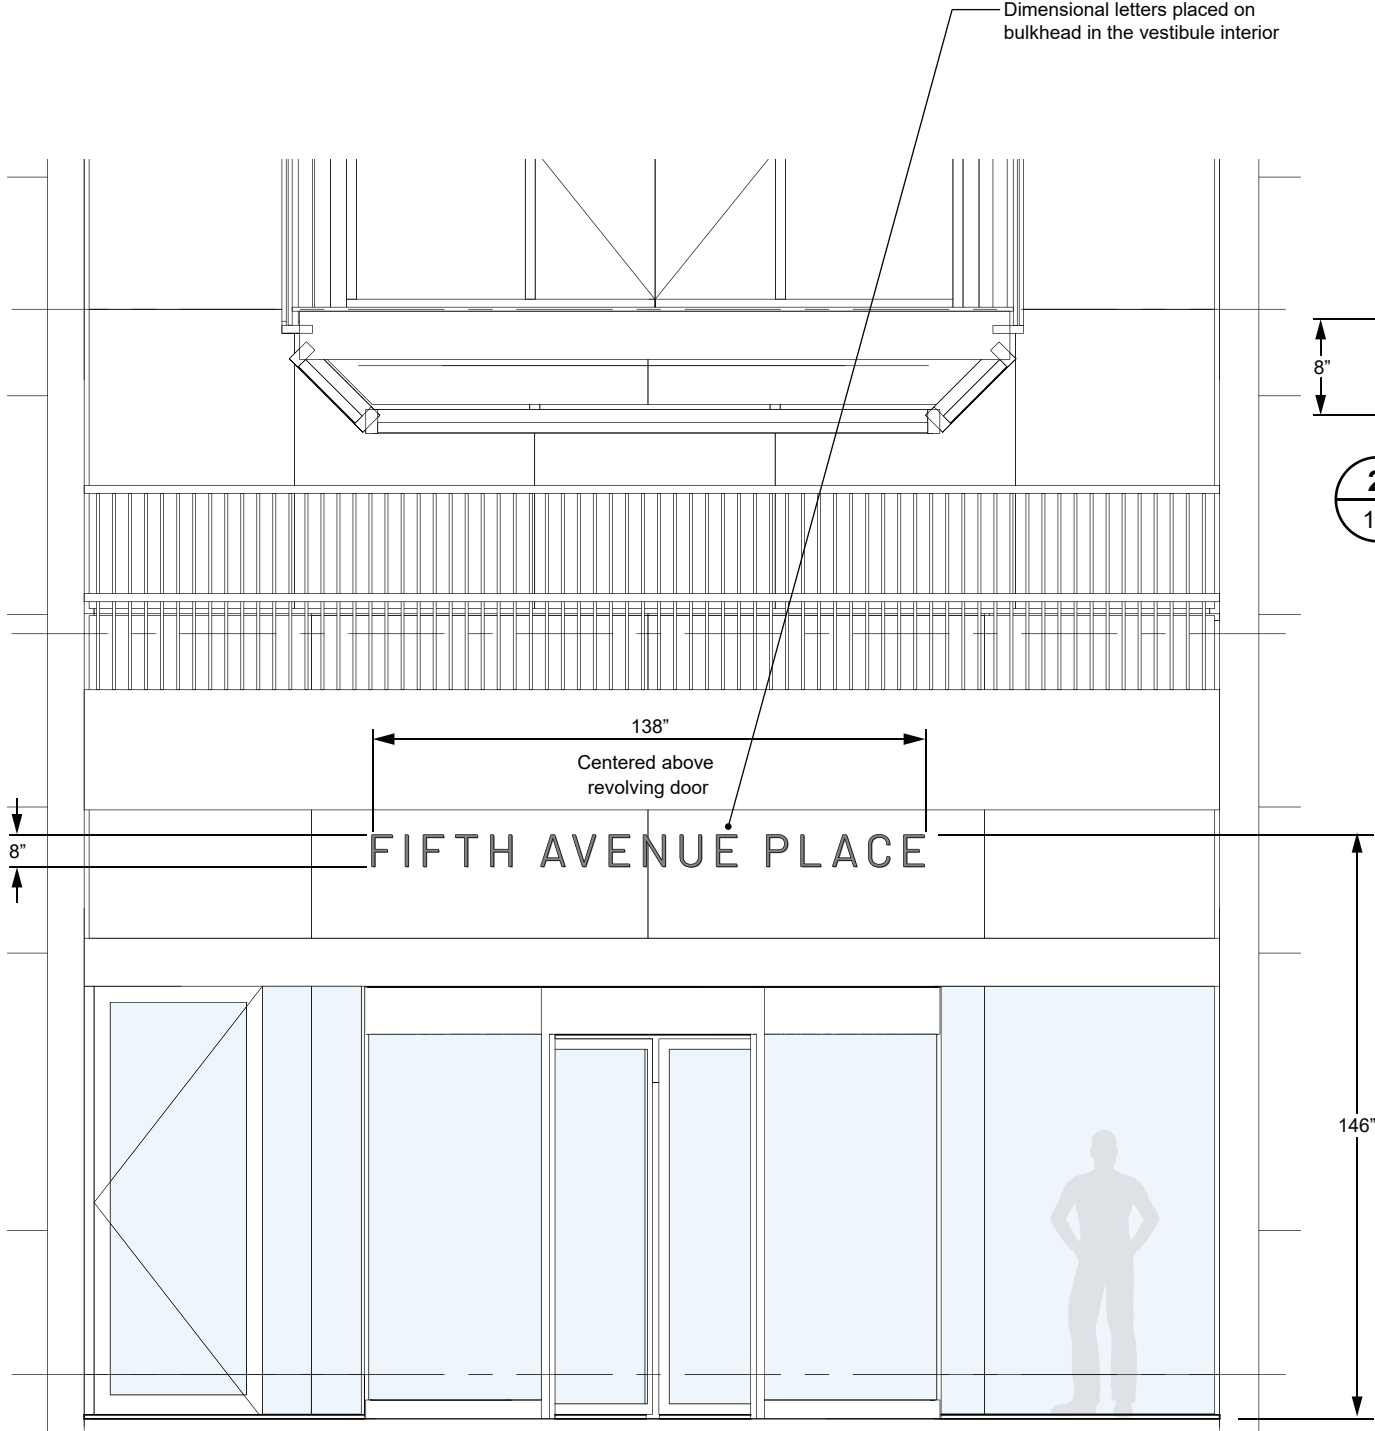 Dimensional letters placed on
bulkhead in the vestibule interior
8”
138”
Centered above
revolving door
8”
FIFTH AVENUE PLACE
146”